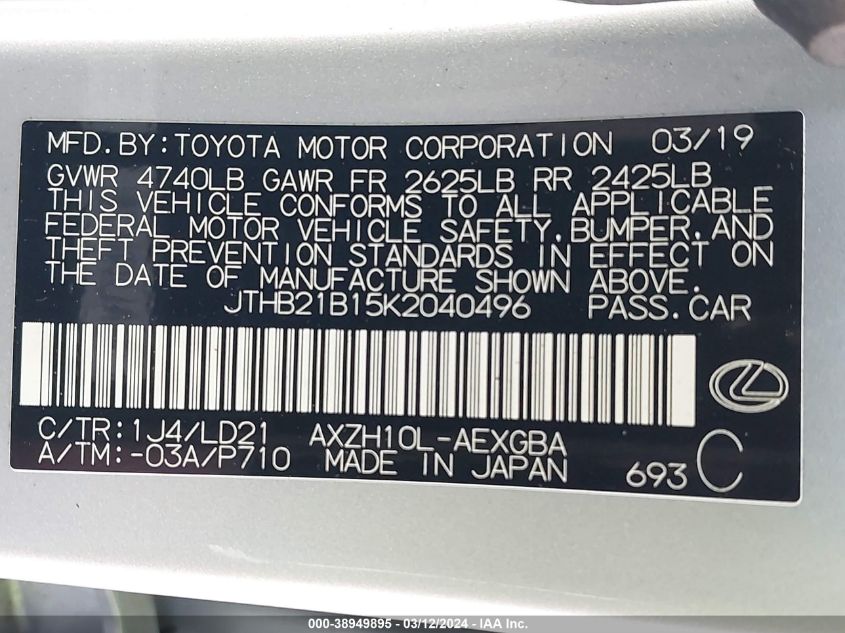 MFD.BY:TOYOTA MOTOR CORPORATION 03/19
GVWR 4740LB GAWR FR 2625LB RR 2425LB
THIS VEHICLE CONFORMS TO ALL APPLICABLE
FEDERAL MOTOR VEHICLE SAFETY,BUMPER,AND
THEFT PREVENTION STANDARDS IN EFFECT ON
THE DATE OF MANUFACTURE SHOWN ABOVE.
JTHB21B15K2040496 PASS.CAR
C/TR:1J4/LD21 AXZH10L-AEXGBA
A/TM:-03A/P710 MADE IN JAPAN 693 C
000-38949895 - 03/12/2024 - IAA Inc.